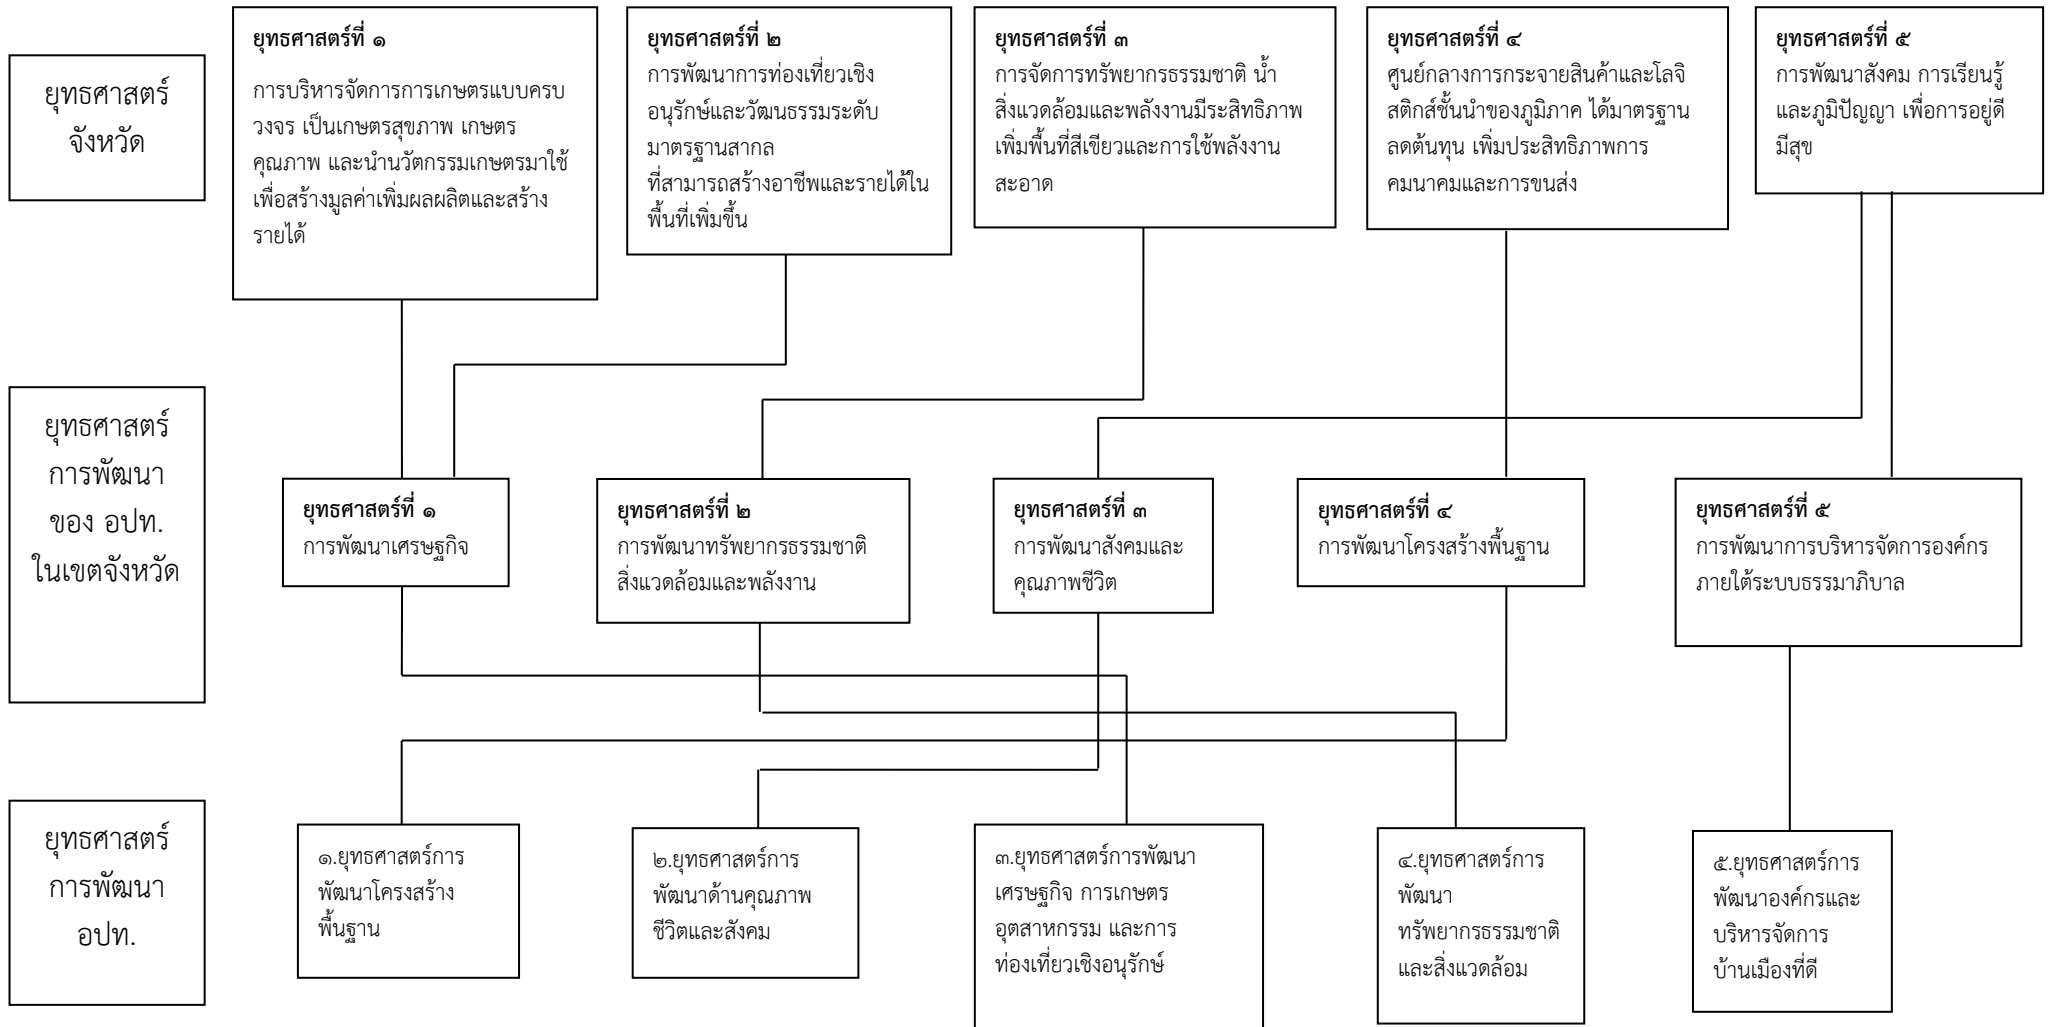 ยุทธศาสตร์
จังหวัด
ยุทธศาสตร์ที่ ๑
การบริหารจัดการการเกษตรแบบครบ
วงจร เป็นเกษตรสุขภาพ เกษตร
คุณภาพ และนำนวัตกรรมเกษตรมาใช้
เพื่อสร้างมูลค่าเพิ่มผลผลิตและสร้าง
รายได้
ยุทธศาสตร์ที่ ๒
การพัฒนาการท่องเที่ยวเชิง
อนุรักษ์และวัฒนธรรมระดับ
มาตรฐานสากล
ที่สามารถสร้างอาชีพและรายได้ใน
พื้นที่เพิ่มขึ้น
ยุทธศาสตร์ที่ ๓
การจัดการทรัพยากรธรรมชาติ น้ำ
สิ่งแวดล้อมและพลังงานมีระสิทธิภาพ
เพิ่มพื้นที่สีเขียวและการใช้พลังงาน
สะอาด
ยุทธศาสตร์ที่ ๔
ศูนย์กลางการกระจายสินค้าและโลจิ
สติกส์ชั้นนำของภูมิภาค ได้มาตรฐาน
ลดต้นทุน เพิ่มประสิทธิภาพการ
คมนาคมและการขนส่ง
ยุทธศาสตร์ที่ ๕
การพัฒนาสังคม การเรียนรู้
และภูมิปัญญา เพื่อการอยู่ดี
มีสุข
ยุทธศาสตร์
การพัฒนา
ของ อปท.
ในเขตจังหวัด
ยุทธศาสตร์ที่ ๑
การพัฒนาเศรษฐกิจ
ยุทธศาสตร์ที่ ๒
การพัฒนาทรัพยากรธรรมชาติ
สิ่งแวดล้อมและพลังงาน
ยุทธศาสตร์ที่ ๓
การพัฒนาสังคมและ
คุณภาพชีวิต
ยุทธศาสตร์ที่ ๔
การพัฒนาโครงสร้างพื้นฐาน
ยุทธศาสตร์ที่ ๕
การพัฒนาการบริหารจัดการองค์กร
ภายใต้ระบบธรรมาภิบาล
ยุทธศาสตร์
การพัฒนา
อปท.
๑.ยุทธศาสตร์การ
พัฒนาโครงสร้าง
พื้นฐาน
๒.ยุทธศาสตร์การ
พัฒนาด้านคุณภาพ
ชีวิตและสังคม
๓.ยุทธศาสตร์การพัฒนา
เศรษฐกิจ การเกษตร
อุตสาหกรรม และการ
ท่องเที่ยวเชิงอนุรักษ์
๔.ยุทธศาสตร์การ
พัฒนา
ทรัพยากรธรรมชาติ
และสิ่งแวดล้อม
๕.ยุทธศาสตร์การ
พัฒนาองค์กรและ
บริหารจัดการ
บ้านเมืองที่ดี